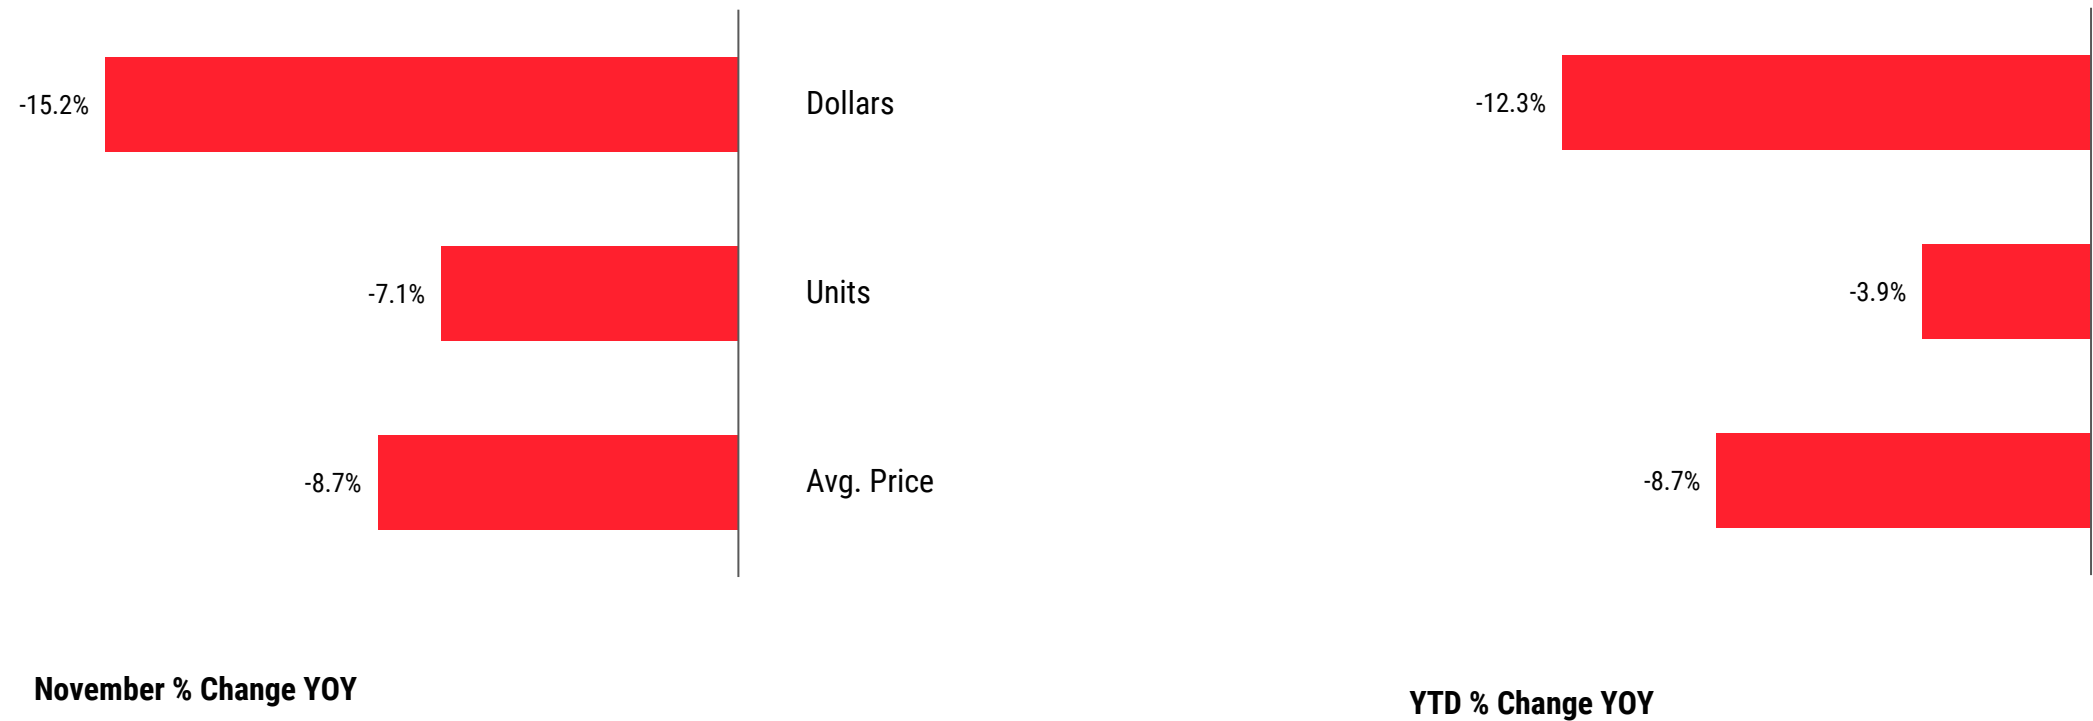 -15.2%
Dollars
-12.3%
-7.1%
Units
-3.9%
-8.7%
Avg. Price
-8.7%
November % Change YOY
YTD % Change YOY